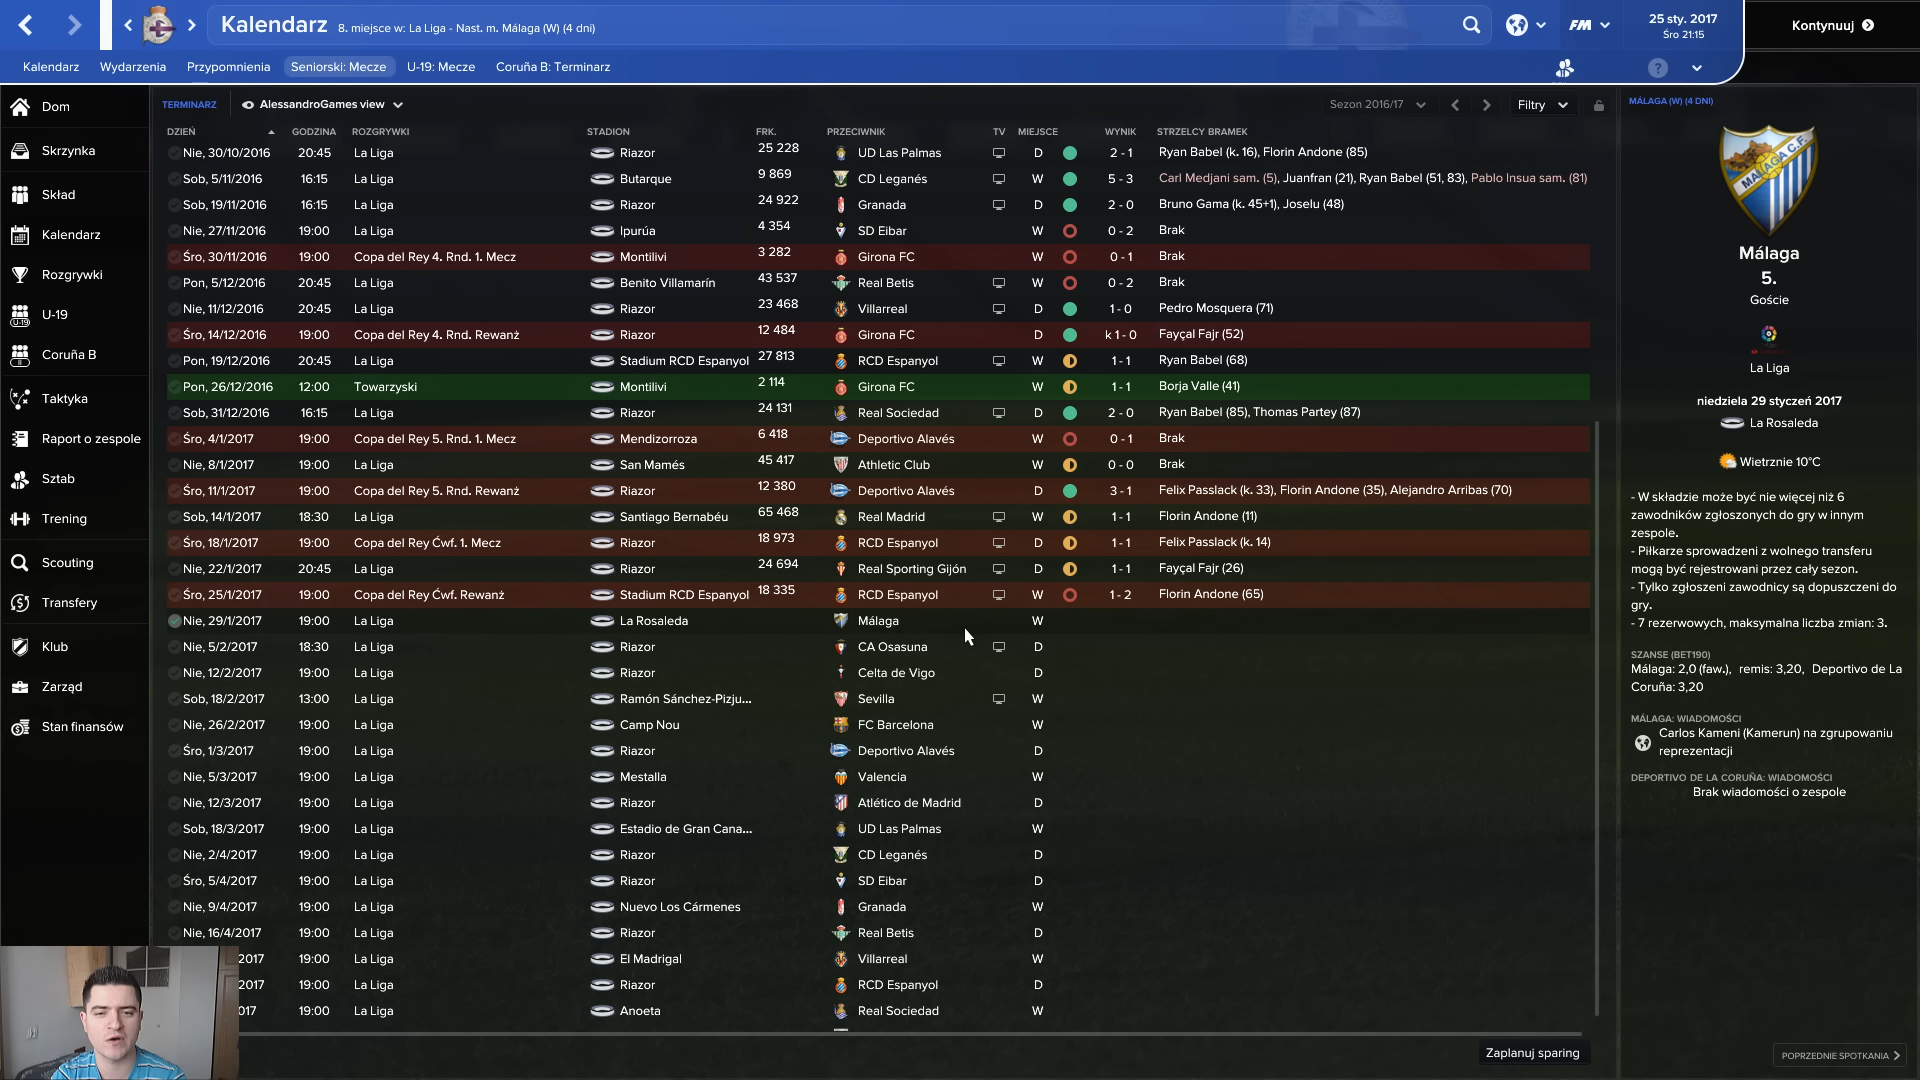 Kalendarz 8. miejsce w: La Liga - Nast. m. Málaga (W) (4 dni)
FM
25 sty. 2017
Śro 21:15
Kontynuuj
Kalendarz Wydarzenia Przypomnienia Seniorski: Mecze U-19: Mecze Coruña B: Terminarz
?
Dom
Skrzynka
Skład
Kalendarz
Rozgrywki
U-19
Coruña B
Taktyka
Raport o zespole
Sztab
Trening
Scouting
Transfery
Klub
Zarząd
Stan finansów
TERMINARZ AlessandroGames view Sezon 2016/17 Filtry
DZIEŃ GODZINA ROZGRYWKI STADION FRK. PRZECIWNIK TV MIEJSCE WYNIK STRZELCY BRAMEK
Nie, 30/10/2016 20:45 La Liga Riazor 25 228 UD Las Palmas D 2 - 1 Ryan Babel (k. 16), Florin Andone (85)
Sob, 5/11/2016 16:15 La Liga Butarque 9 869 CD Leganés W 5 - 3 Carl Medjani sam. (5), Juanfran (21), Ryan Babel (51, 83), Pablo Insua sam. (81)
Sob, 19/11/2016 16:15 La Liga Riazor 24 922 Granada D 2 - 0 Bruno Gama (k. 45+1), Joselu (48)
Nie, 27/11/2016 19:00 La Liga Ipurúa 4 354 SD Eibar W 0 - 2 Brak
Śro, 30/11/2016 19:00 Copa del Rey 4. Rnd. 1. Mecz Montilivi 3 282 Girona FC W 0 - 1 Brak
Pon, 5/12/2016 20:45 La Liga Benito Villamarín 43 537 Real Betis W 0 - 2 Brak
Nie, 11/12/2016 20:45 La Liga Riazor 23 468 Villarreal D 1 - 0 Pedro Mosquera (71)
Śro, 14/12/2016 19:00 Copa del Rey 4. Rnd. Rewanż Riazor 12 484 Girona FC D k 1 - 0 Fayçal Fajr (52)
Pon, 19/12/2016 20:45 La Liga Stadium RCD Espanyol 27 813 RCD Espanyol W 1 - 1 Ryan Babel (68)
Pon, 26/12/2016 12:00 Towarzyski Montilivi 2 114 Girona FC W 1 - 1 Borja Valle (41)
Sob, 31/12/2016 16:15 La Liga Riazor 24 131 Real Sociedad D 2 - 0 Ryan Babel (85), Thomas Partey (87)
Śro, 4/1/2017 19:00 Copa del Rey 5. Rnd. 1. Mecz Mendizorroza 6 418 Deportivo Alavés W 0 - 1 Brak
Nie, 8/1/2017 19:00 La Liga San Mamés 45 417 Athletic Club W 0 - 0 Brak
Śro, 11/1/2017 19:00 Copa del Rey 5. Rnd. Rewanż Riazor 12 380 Deportivo Alavés D 3 - 1 Felix Passlack (k. 33), Florin Andone (35), Alejandro Arribas (70)
Sob, 14/1/2017 18:30 La Liga Santiago Bernabéu 65 468 Real Madrid W 1 - 1 Florin Andone (11)
Śro, 18/1/2017 19:00 Copa del Rey Ćwf. 1. Mecz Riazor 18 973 RCD Espanyol D 1 - 1 Felix Passlack (k. 14)
Nie, 22/1/2017 20:45 La Liga Riazor 24 694 Real Sporting Gijón D 1 - 1 Fayçal Fajr (26)
Śro, 25/1/2017 19:00 Copa del Rey Ćwf. Rewanż Stadium RCD Espanyol 18 335 RCD Espanyol W 1 - 2 Florin Andone (65)
Nie, 29/1/2017 19:00 La Liga La Rosaleda Málaga W
Nie, 5/2/2017 18:30 La Liga Riazor CA Osasuna D
Nie, 12/2/2017 19:00 La Liga Riazor Celta de Vigo D
Sob, 18/2/2017 13:00 La Liga Ramón Sánchez-Pizju... Sevilla W
Nie, 26/2/2017 19:00 La Liga Camp Nou FC Barcelona W
Śro, 1/3/2017 19:00 La Liga Riazor Deportivo Alavés D
Nie, 5/3/2017 19:00 La Liga Mestalla Valencia W
Nie, 12/3/2017 19:00 La Liga Riazor Atlético de Madrid D
Sob, 18/3/2017 19:00 La Liga Estadio de Gran Cana... UD Las Palmas W
Nie, 2/4/2017 19:00 La Liga Riazor CD Leganés D
Śro, 5/4/2017 19:00 La Liga Riazor SD Eibar D
Nie, 9/4/2017 19:00 La Liga Nuevo Los Cármenes Granada W
Nie, 16/4/2017 19:00 La Liga Riazor Real Betis D
2017 19:00 La Liga El Madrigal Villarreal W
2017 19:00 La Liga Riazor RCD Espanyol D
017 19:00 La Liga Anoeta Real Sociedad W
Zaplanuj sparing
MÁLAGA (W) (4 DNI)
MALAGA C.F.
Málaga
5.
Goście
La Liga
niedziela 29 styczeń 2017
La Rosaleda
Wietrznie 10°C
- W składzie może być nie więcej niż 6
zawodników zgłoszonych do gry w innym
zespole.
- Piłkarze sprowadzeni z wolnego transferu
mogą być rejestrowani przez cały sezon.
- Tylko zgłoszeni zawodnicy są dopuszczeni do
gry.
- 7 rezerwowych, maksymalna liczba zmian: 3.
SZANSE (BET190)
Málaga: 2,0 (faw.), remis: 3,20, Deportivo de La
Coruña: 3,20
MÁLAGA: WIADOMOŚCI
Carlos Kameni (Kamerun) na zgrupowaniu
reprezentacji
DEPORTIVO DE LA CORUÑA: WIADOMOŚCI
Brak wiadomości o zespole
POPRZEDNIE SPOTKANIA